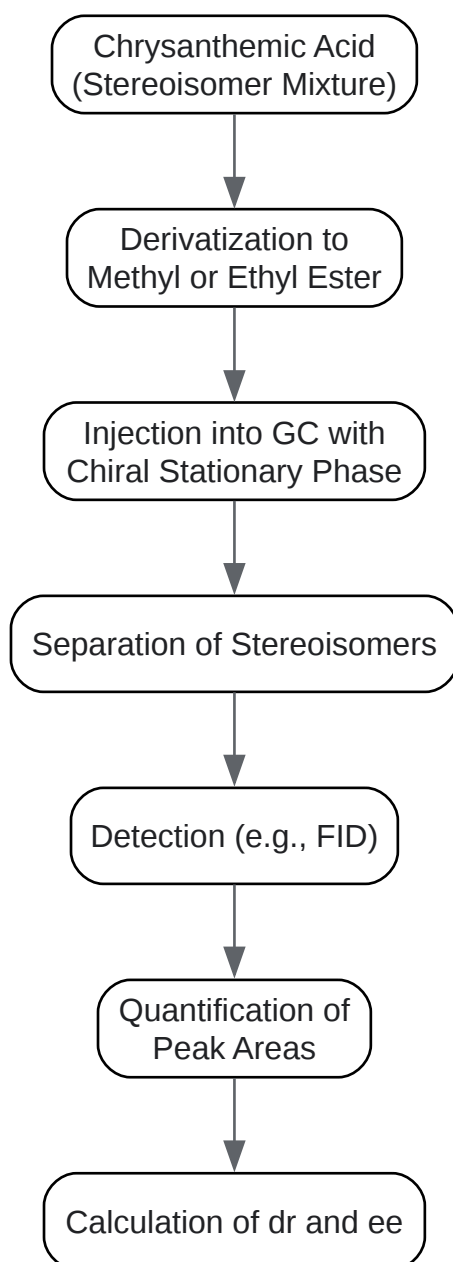 Chrysanthemic Acid
(Stereoisomer Mixture)
Derivatization to
Methyl or Ethyl Ester
Injection into GC with
Chiral Stationary Phase
Separation of Stereoisomers
Detection (e.g., FID)
Quantification of
Peak Areas
Calculation of dr and ee